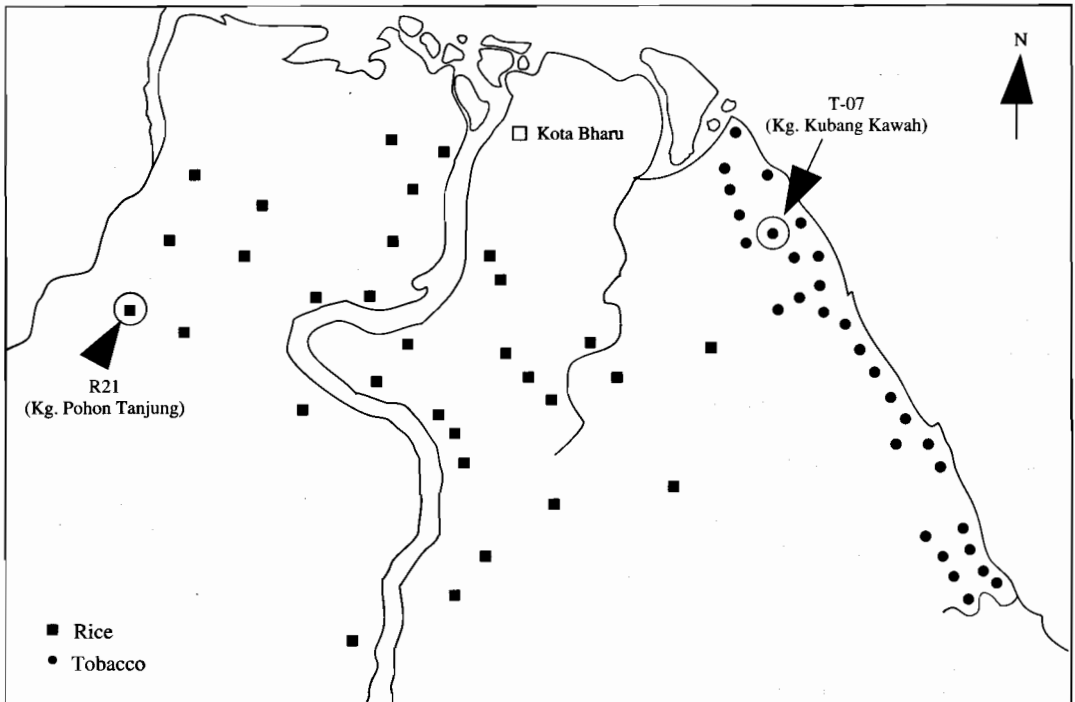 N
T-07
(Kg. Kubang Kawah)
Kota Bharu
R21
(Kg. Pohon Tanjung)
Rice
Tobacco